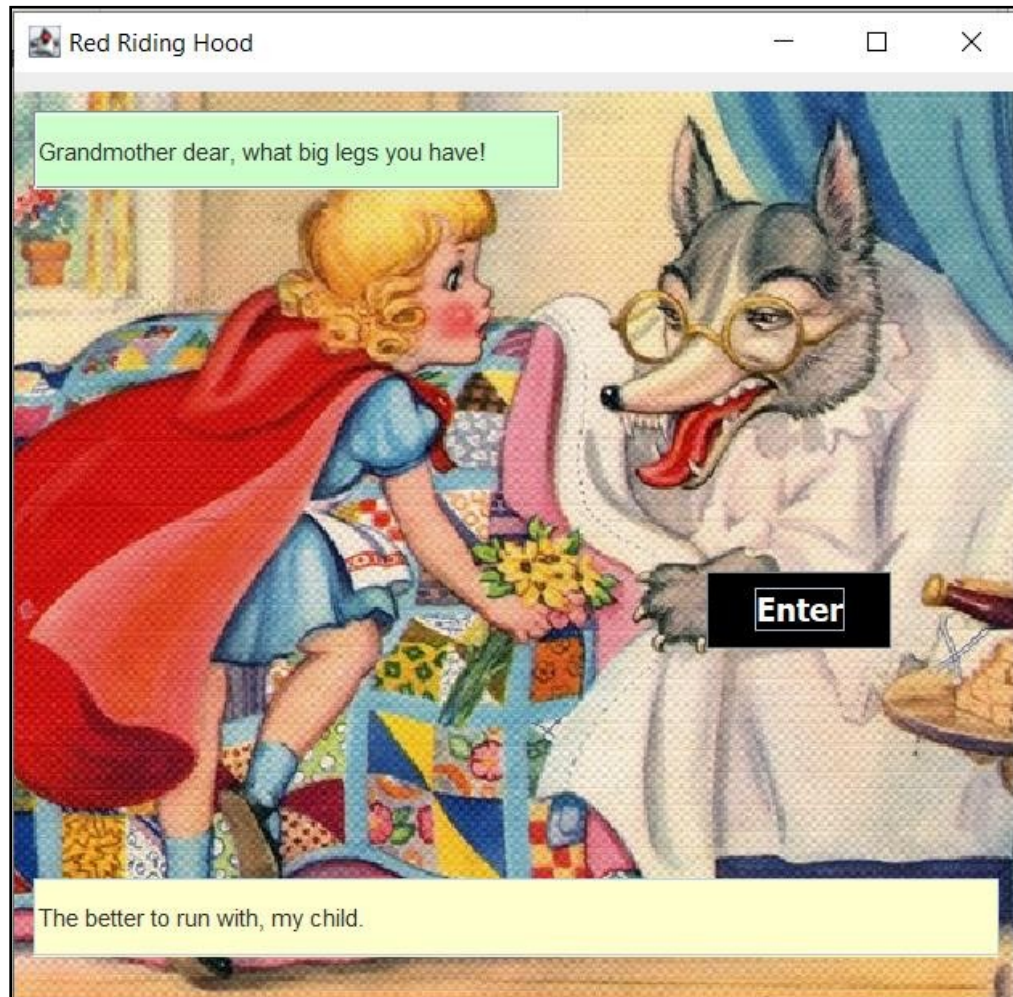 Red Riding Hood
Grandmother dear, what big legs you have!
Enter
The better to run with, my child.